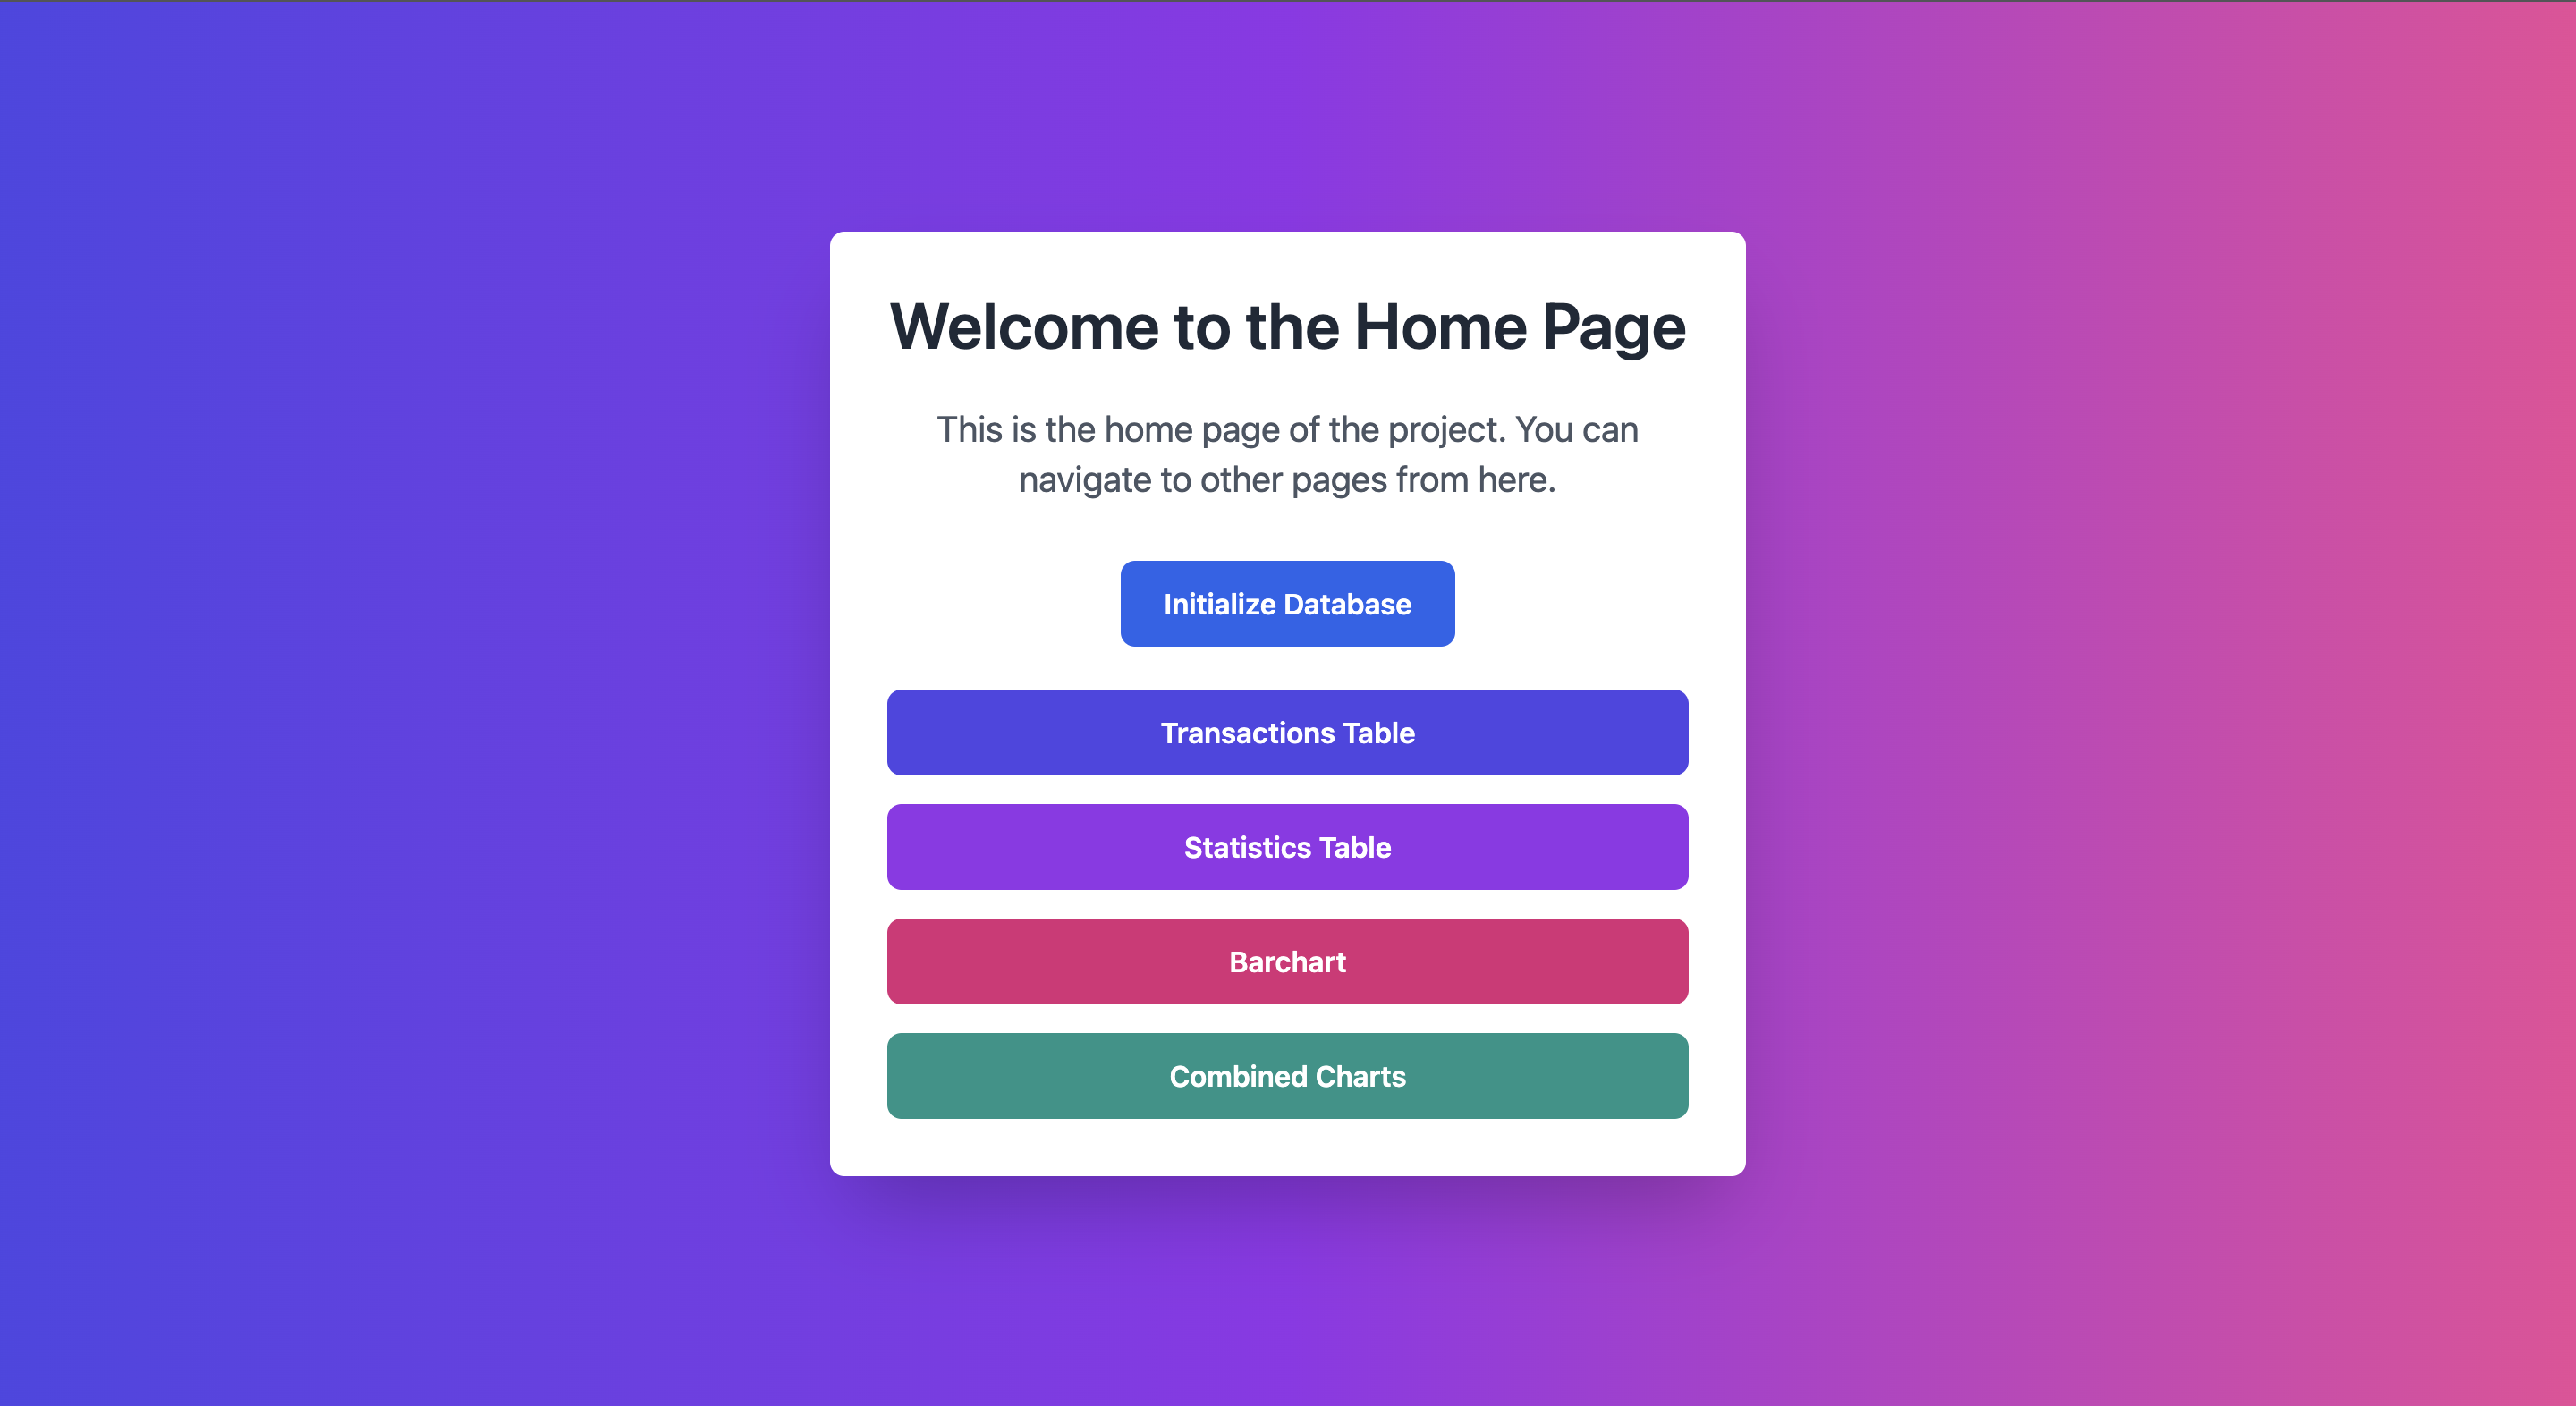 Welcome to the Home Page
This is the home page of the project. You can
navigate to other pages from here.
Initialize Database
Transactions Table
Statistics Table
Barchart
Combined Charts